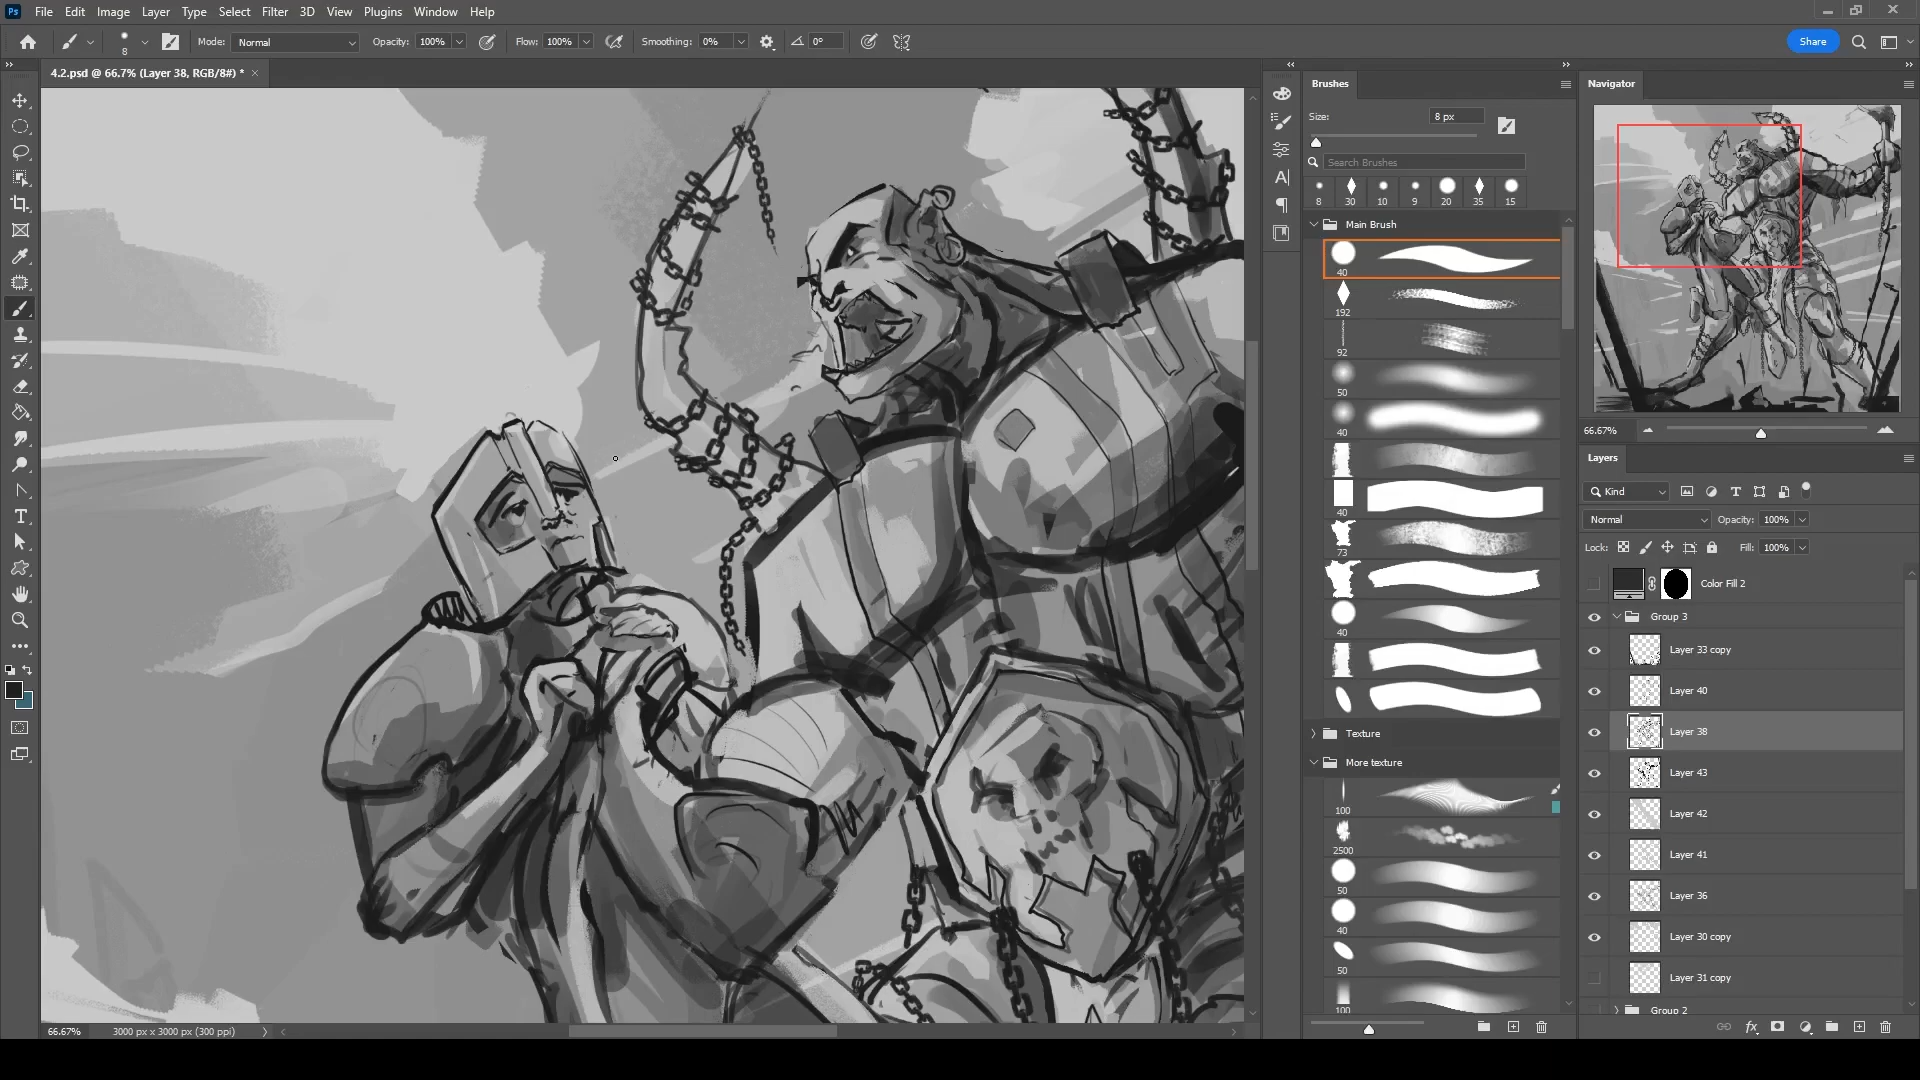 Ps File Edit Image Layer Type Select Filter 3D View Plugins Window Help
8 Mode: Normal Opacity: 100% Flow: 100% Smoothing: 0% 0° Share
4.2.psd @ 66.7% (Layer 38, RGB/8#) *
Brushes
Size: 8 px
Search Brushes
8 30 10 9 20 35 15
Main Brush
40
192
92
50
40
40
73
40
Texture
More texture
100
2500
50
40
50
100
Navigator
66.67%
Layers
Kind
Normal Opacity: 100%
Lock: Fill: 100%
Color Fill 2
Group 3
Layer 33 copy
Layer 40
Layer 38
Layer 43
Layer 42
Layer 41
Layer 36
Layer 30 copy
Layer 31 copy
Group 2
66.67% 3000 px x 3000 px (300 ppi)